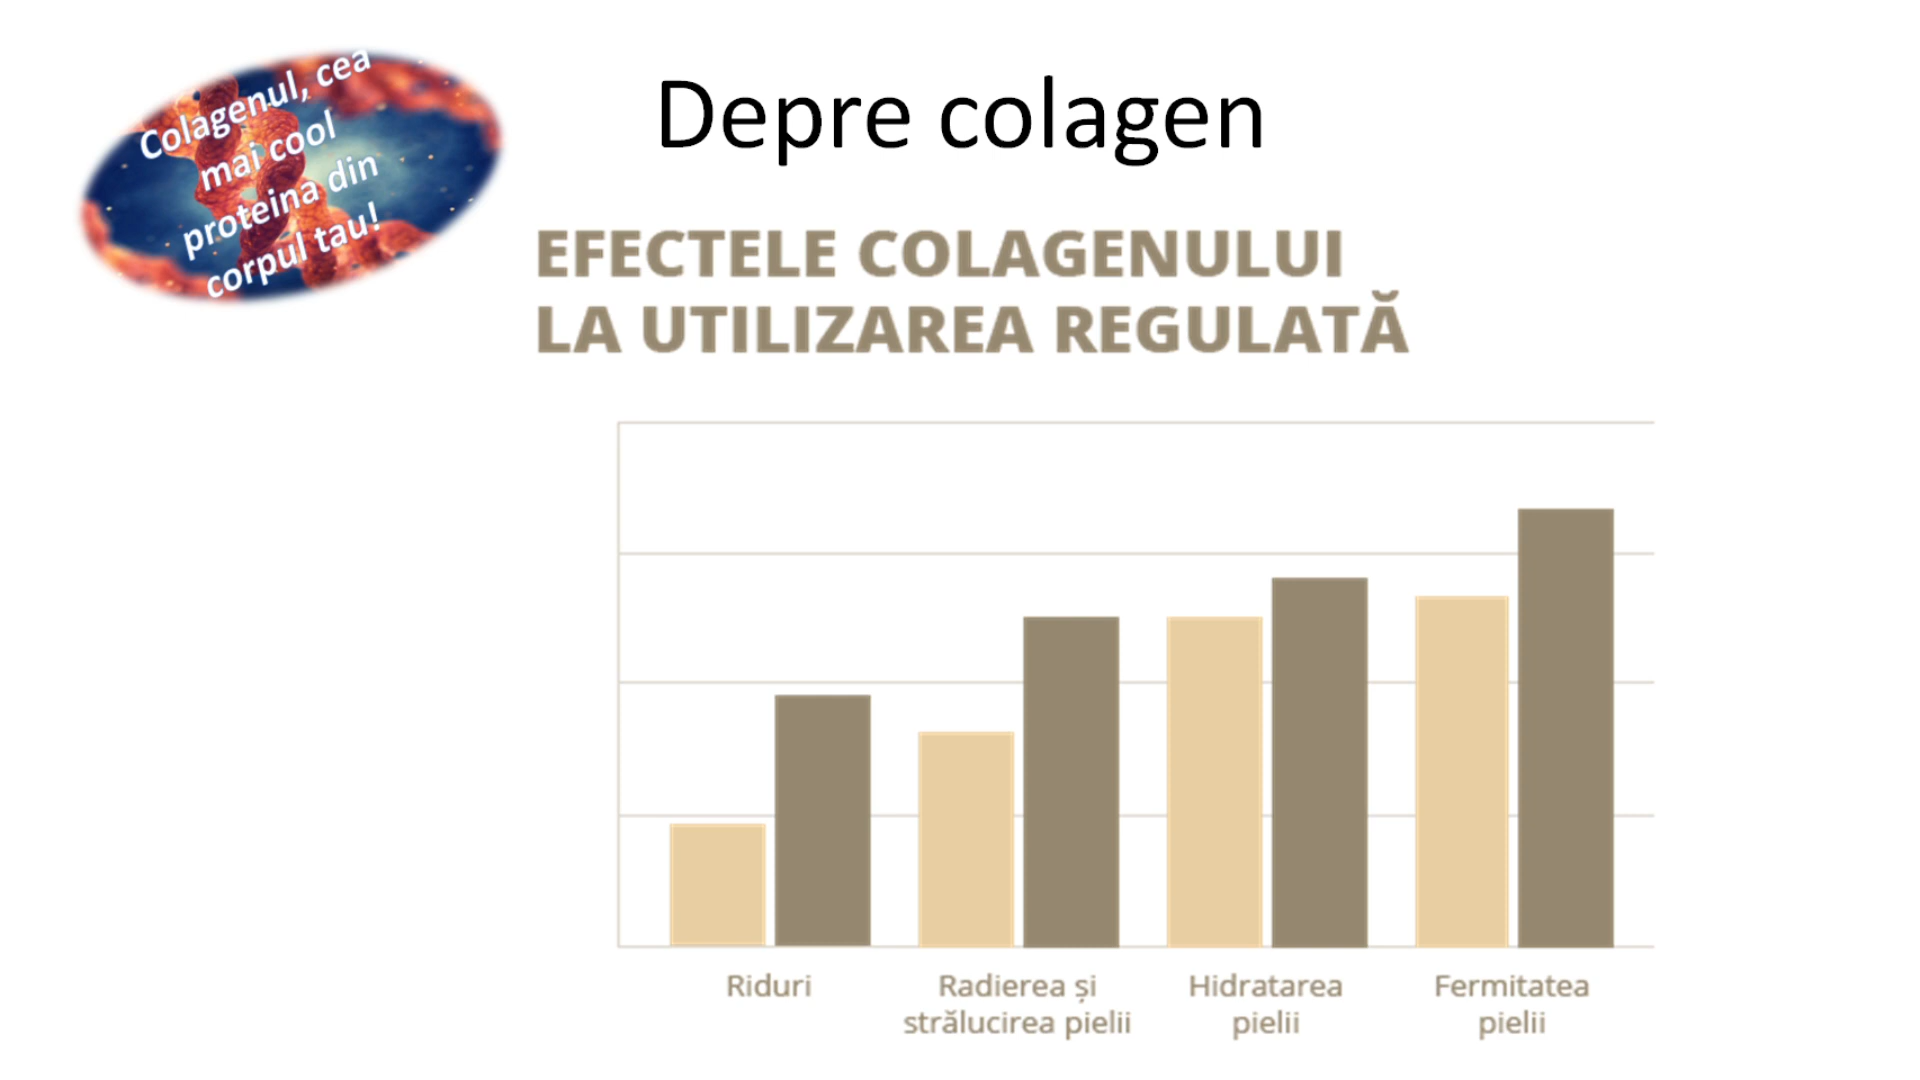 Colagenul, cea
mai cool
proteina din
corpul tau!
Depre colagen
EFECTELE COLAGENULUI
LA UTILIZAREA REGULATĂ
Riduri
Radierea și
strălucirea pielii
Hidratarea
pielii
Fermitatea
pielii